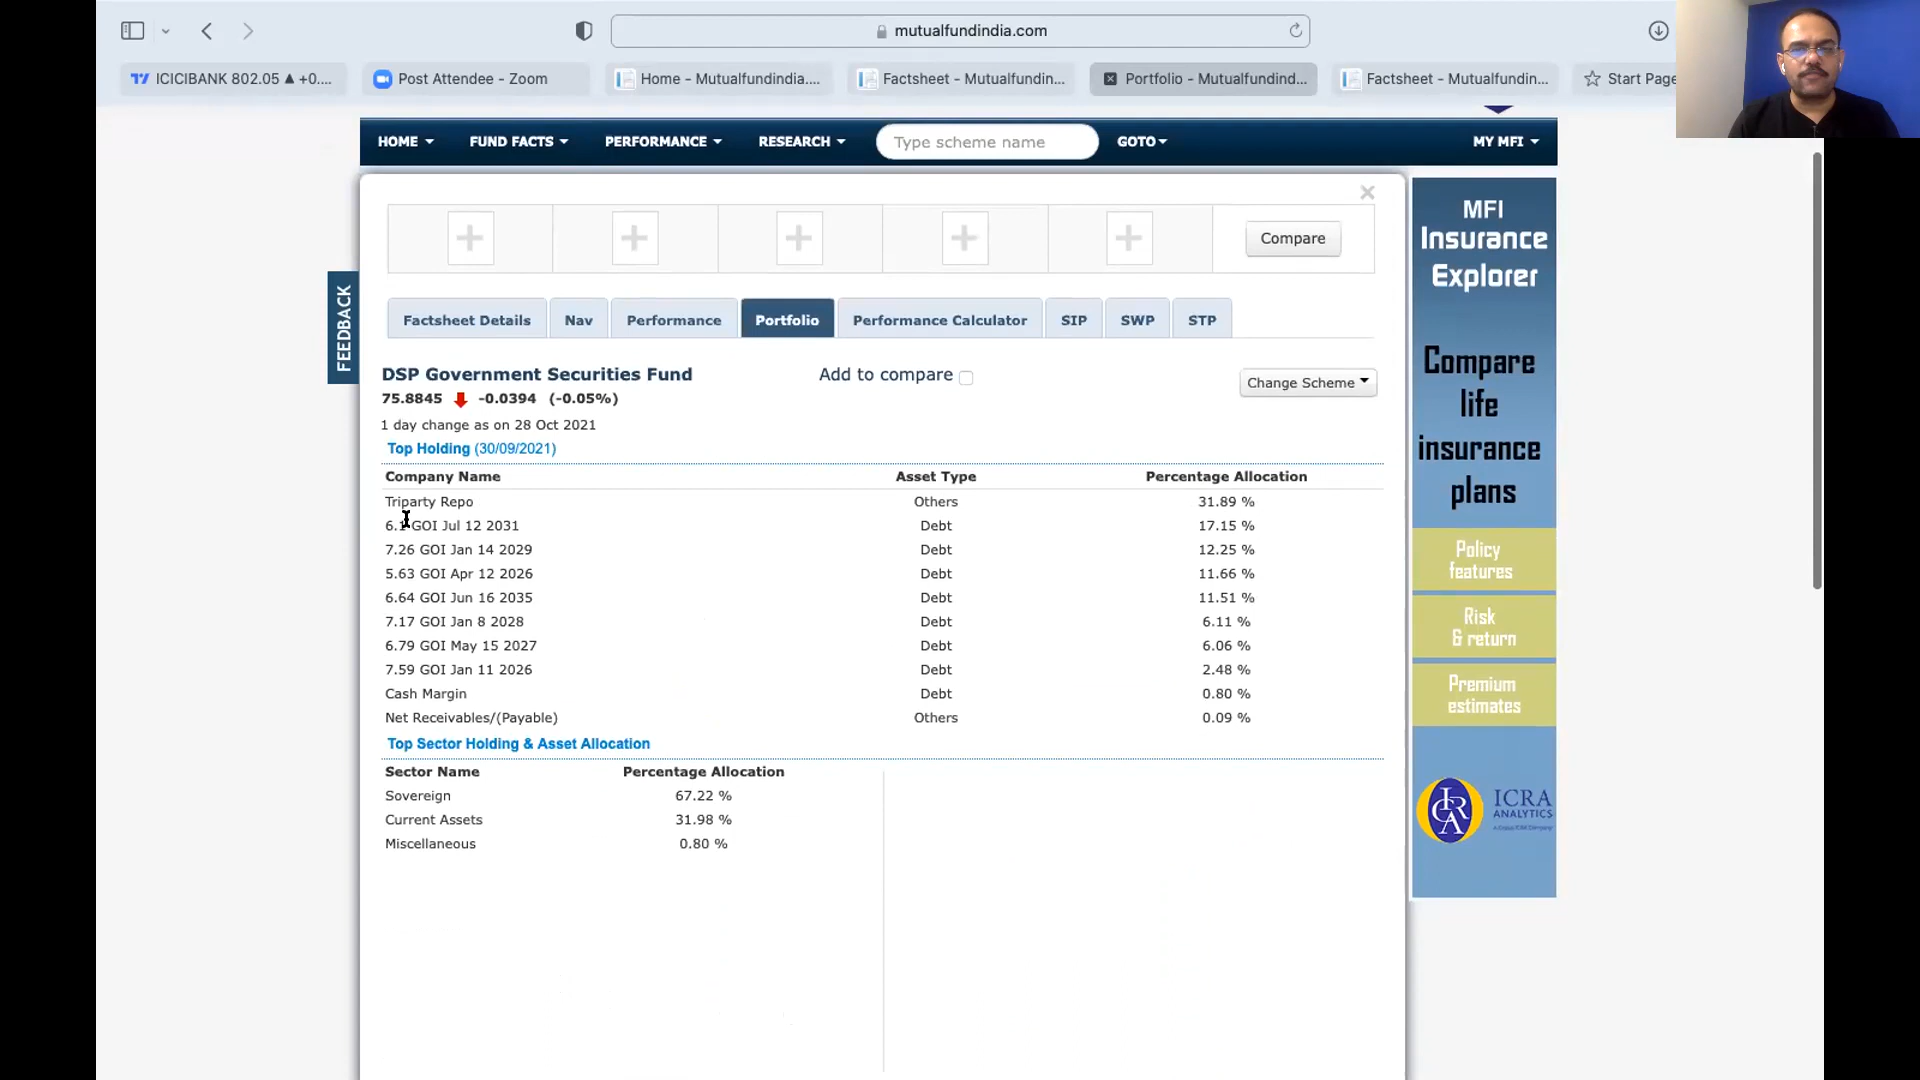 mutualfundindia.com
ICICIBANK 802.05 ▲ +0....
Post Attendee - Zoom
Home - Mutualfundindia....
Factsheet - Mutualfundin...
Portfolio - Mutualfundind...
Factsheet - Mutualfundin...
Start Page
HOME
FUND FACTS
PERFORMANCE
RESEARCH
Type scheme name
GOTO
MY MFI
Compare
FEEDBACK
Factsheet Details
Nav
Performance
Portfolio
Performance Calculator
SIP
SWP
STP
DSP Government Securities Fund
Add to compare
Change Scheme
75.8845 -0.0394 (-0.05%)
1 day change as on 28 Oct 2021
Top Holding (30/09/2021)
Company Name Asset Type Percentage Allocation
Triparty Repo Others 31.89 %
GOI Jul 12 2031 Debt 17.15 %
7.26 GOI Jan 14 2029 Debt 12.25 %
5.63 GOI Apr 12 2026 Debt 11.66 %
6.64 GOI Jun 16 2035 Debt 11.51 %
7.17 GOI Jan 8 2028 Debt 6.11 %
6.79 GOI May 15 2027 Debt 6.06 %
7.59 GOI Jan 11 2026 Debt 2.48 %
Cash Margin Debt 0.80 %
Net Receivables/(Payable) Others 0.09 %
Top Sector Holding & Asset Allocation
Sector Name Percentage Allocation
Sovereign 67.22 %
Current Assets 31.98 %
Miscellaneous 0.80 %
MFI
Insurance
Explorer
Compare
life
insurance
plans
Policy
features
Risk
& return
Premium
estimates
ICRA
ICRA
ANALYTICS